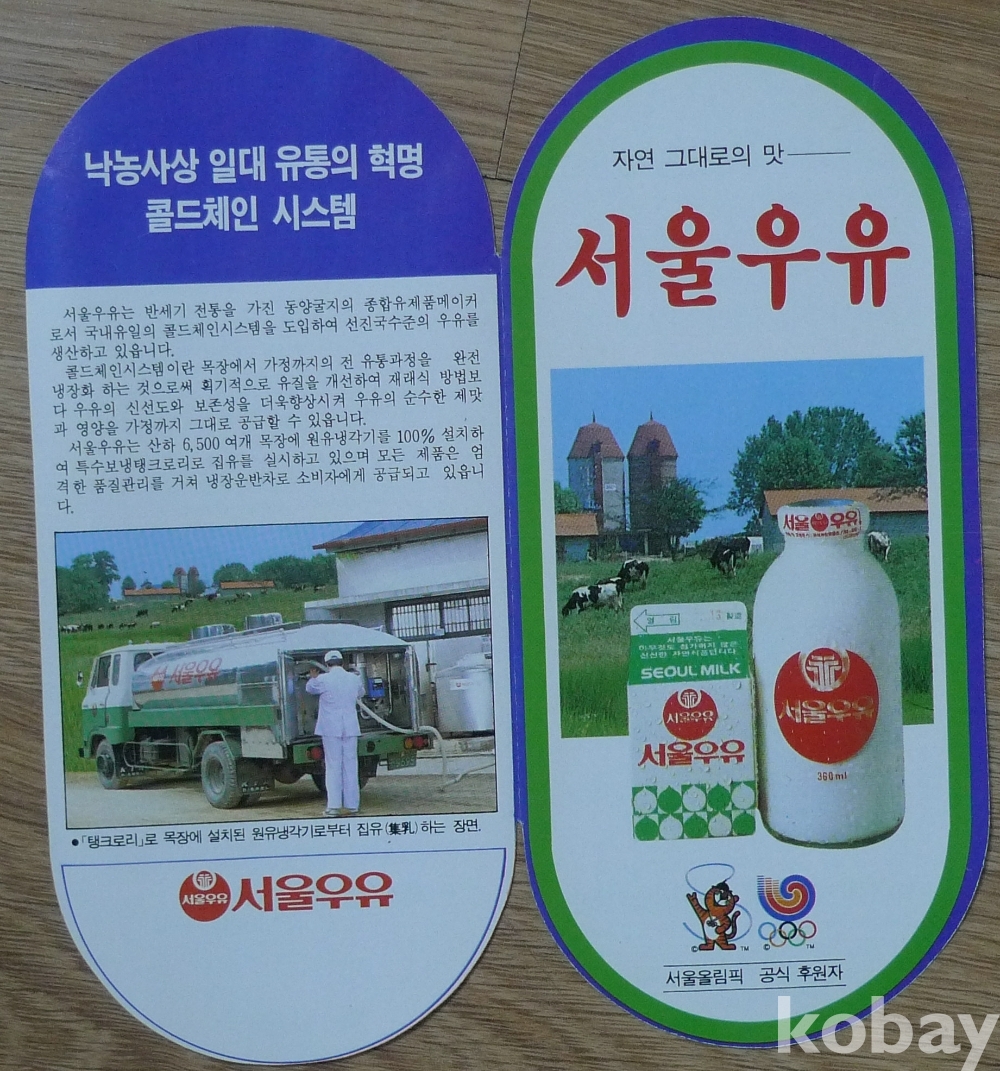 낙농사상 일대 유통의 혁명
콜드체인 시스템
서울우유는 반세기 전통을 가진 동양굴지의 종합유제품메이커
로서 국내유일의 콜드체인시스템을 도입하여 선진국수준의 우유를
생산하고 있읍니다.
콜드체인시스템이란 목장에서 가정까지의 전 유통과정을 완전
냉장화 하는 것으로써 획기적으로 유질을 개선하여 재래식 방법보
다 우유의 신선도와 보존성을 더욱향상시켜 우유의 순수한 제맛
과 영양을 가정까지 그대로 공급할 수 있읍니다.
서울우유는 산하 6,500 여개 목장에 원유냉각기를 100% 설치하
여 특수보냉탱크로리로 집유를 실시하고 있으며 모든 제품은 엄
격한 품질관리를 거쳐 냉장운반차로 소비자에게 공급되고 있읍니
다.
서울우유
●「탱크로리」로 목장에 설치된 원유냉각기로부터 집유(集乳)하는 장면.
서울우유
서울우유
자연 그대로의 맛
서울우유
서울우유
열림
서울우유는
SEOUL MILK
서울우유
서울우유
서울우유
360ml
© TM © TM
서울올림픽 공식 후원자
kobay